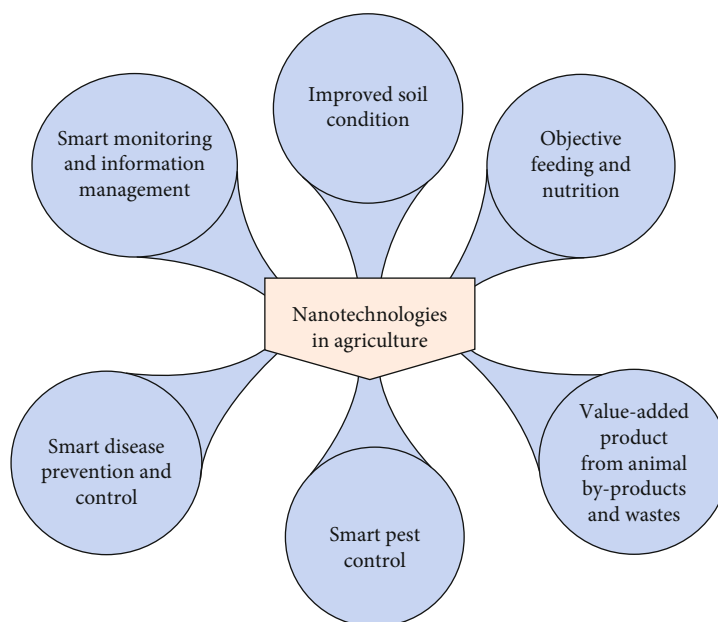 Improved soil
condition
Smart monitoring
and information
management
Objective
feeding and
nutrition
Nanotechnologies
in agriculture
Smart disease
prevention and
control
Smart pest
control
Value-added
product
from animal
by-products
and wastes